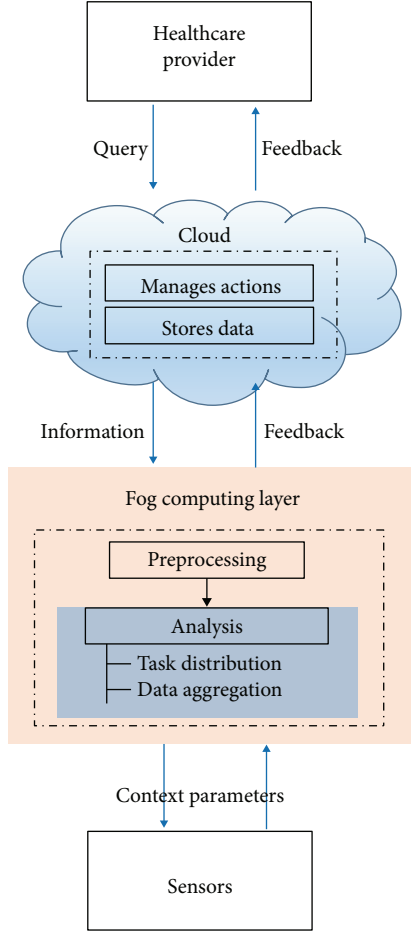 Healthcare
provider
Query
Feedback
Cloud
Manages actions
Stores data
Information
Feedback
Fog computing layer
Preprocessing
Analysis
Task distribution
Data aggregation
Context parameters
Sensors